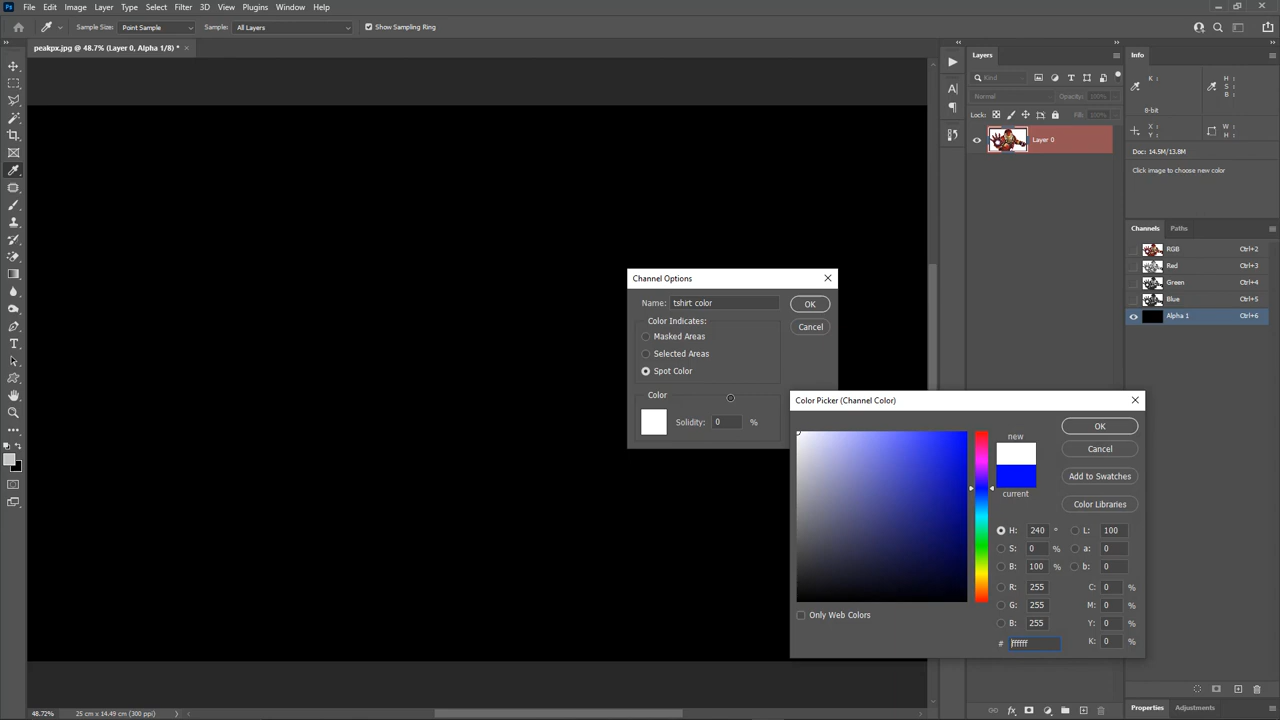 Ps File Edit Image Layer Type Select Filter 3D View Plugins Window Help
Sample Size: Point Sample Sample: All Layers Show Sampling Ring
peakpx.jpg @ 48.7% (Layer 0, Alpha 1/8) * ×
Layers
Kind
Normal Opacity: 100%
Lock: Fill: 100%
Layer 0
Info
K :
H :
S :
B :
8-bit
X :
Y :
W :
H :
Doc: 14.5M/13.8M
Click image to choose new color
Channels Paths
RGB Ctrl+2
Red Ctrl+3
Green Ctrl+4
Blue Ctrl+5
Alpha 1 Ctrl+6
Channel Options
Name: tshirt color
OK
Cancel
Color Indicates:
Masked Areas
Selected Areas
Spot Color
Color
Solidity: 0 %
Color Picker (Channel Color)
new
current
OK
Cancel
Add to Swatches
Color Libraries
H: 240 ° L: 100
S: 0 % a: 0
B: 100 % b: 0
R: 255 C: 0 %
G: 255 M: 0 %
B: 255 Y: 0 %
# ffffff K: 0 %
Only Web Colors
48.72% 25 cm x 14.49 cm (300 ppi)
Properties Adjustments